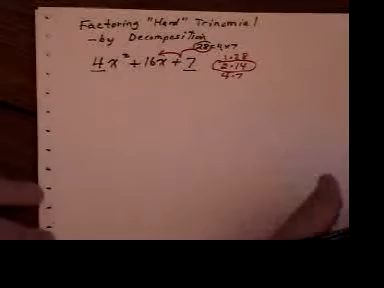 Factoring "Hard" Trinomial
- by Decomposition
28=4×7
4x² + 16x + 7
1·28
2·14
4·7